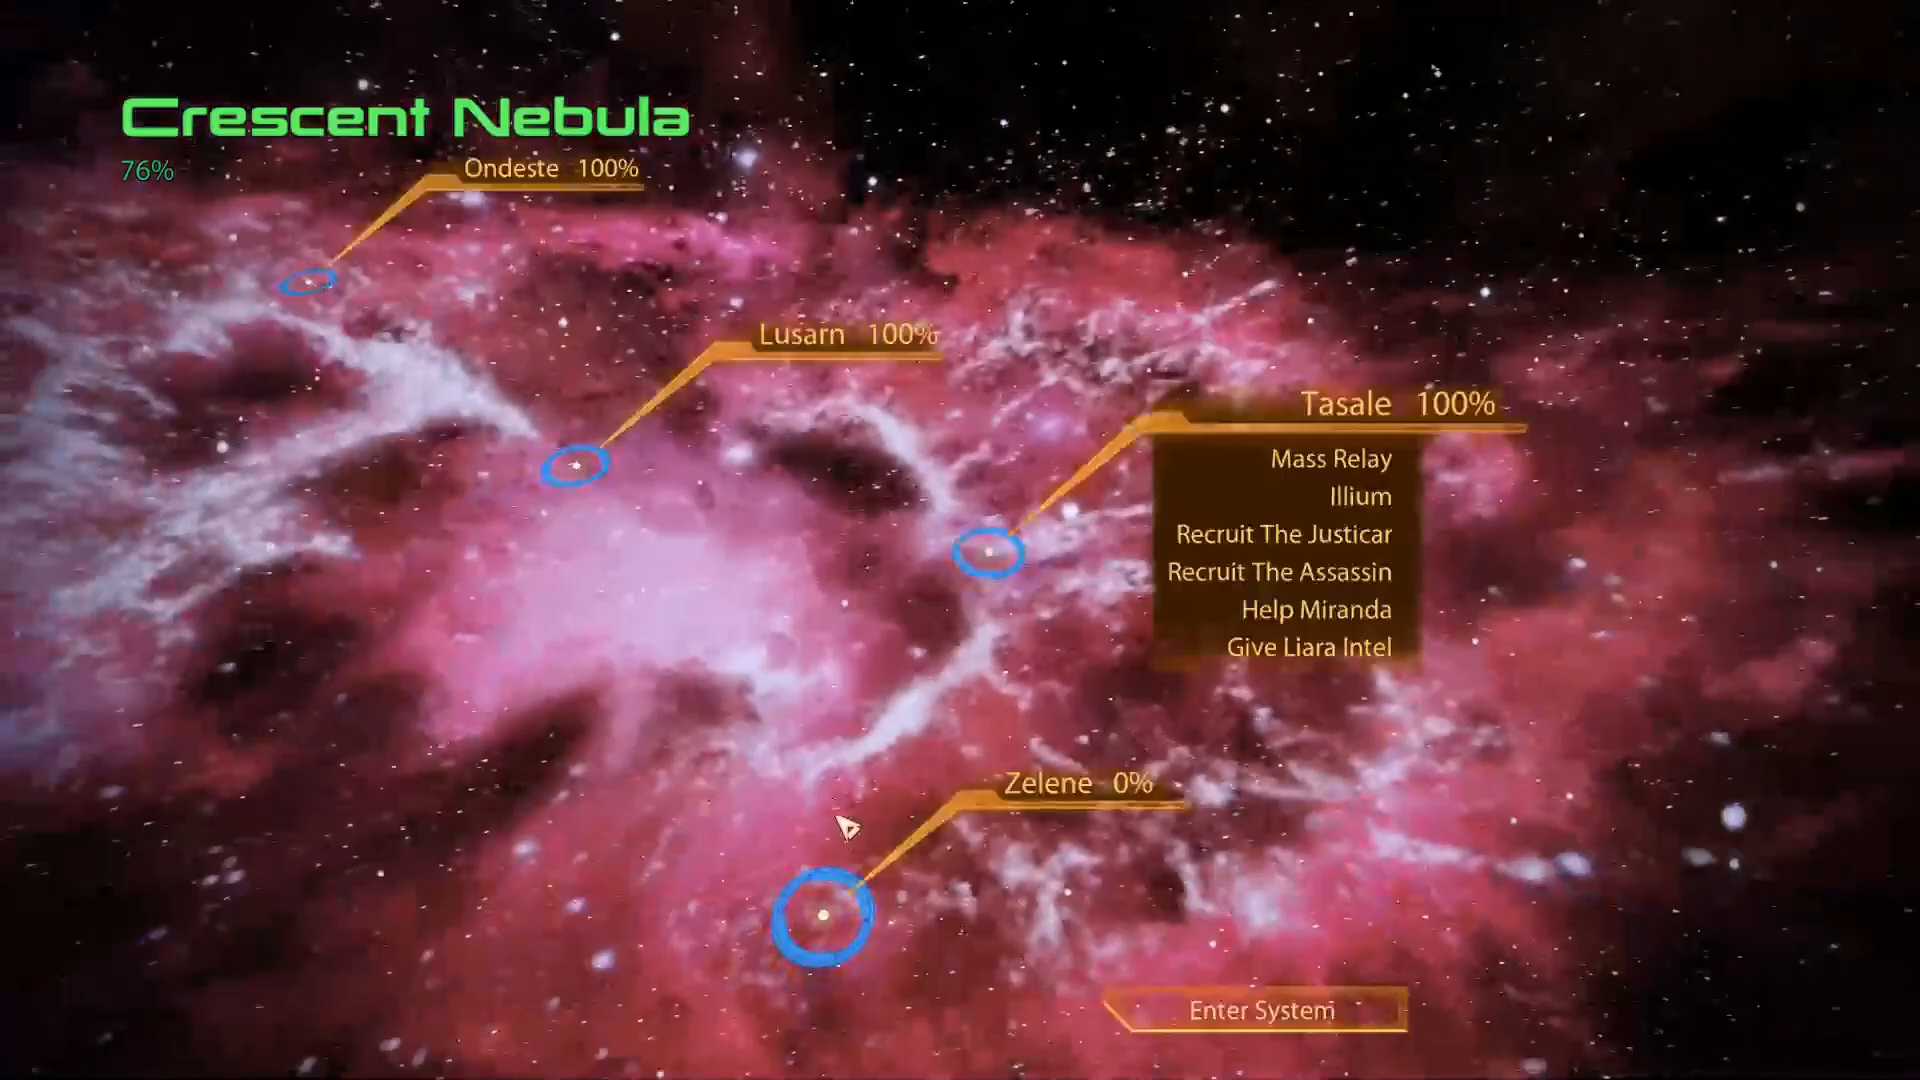 Crescent Nebula
76%
Ondeste 100%
Lusarn 100%
Tasale 100%
Mass Relay
Illium
Recruit The Justicar
Recruit The Assassin
Help Miranda
Give Liara Intel
Zelene 0%
Enter System